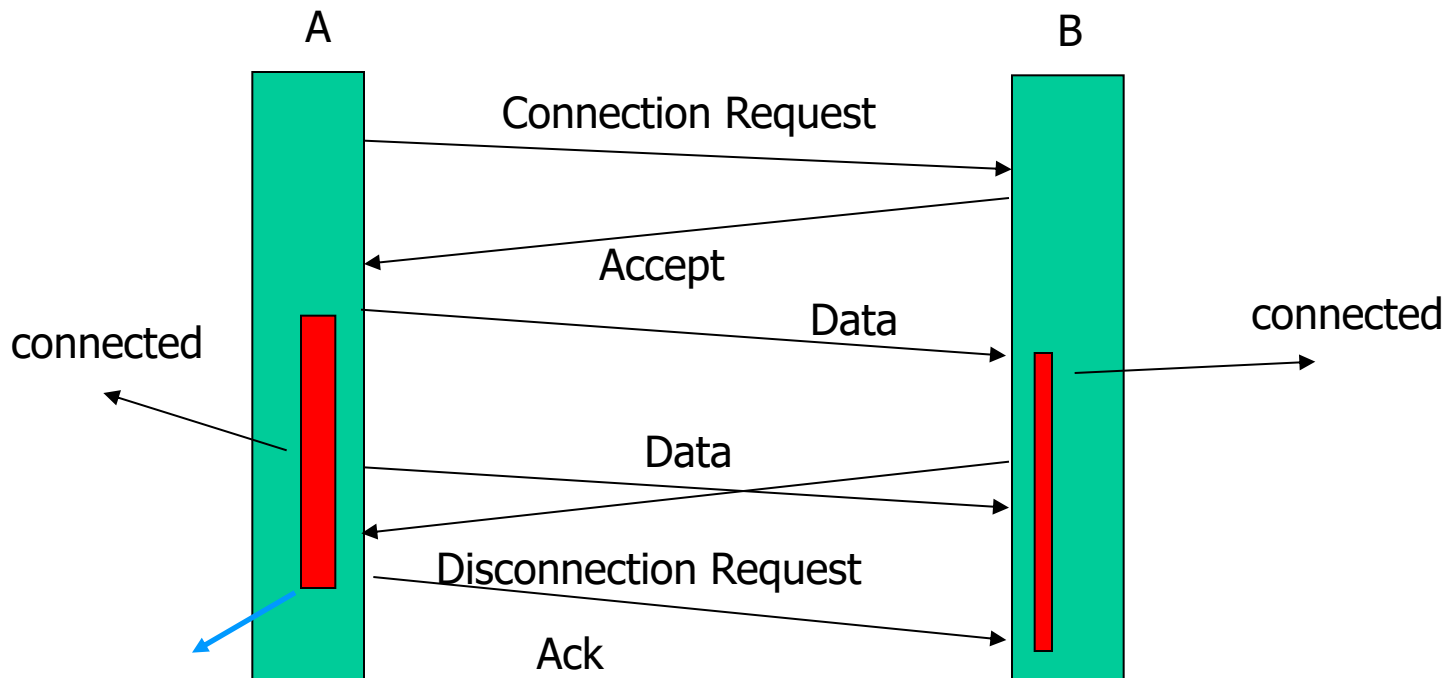 A
B
Connection Request
Accept
Data
connected
connected
Data
Disconnection Request
Ack